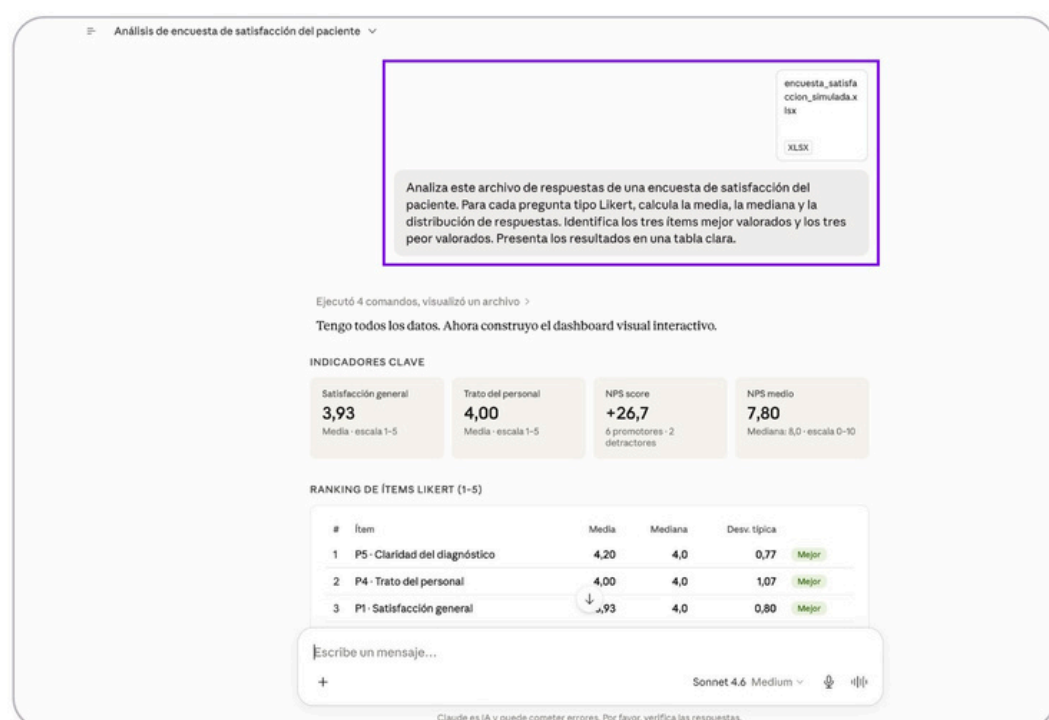 Análisis de encuesta de satisfacción del paciente
encuesta_satisfa
ccion_simulada.x
lsx
XLSX
Analiza este archivo de respuestas de una encuesta de satisfacción del
paciente. Para cada pregunta tipo Likert, calcula la media, la mediana y la
distribución de respuestas. Identifica los tres ítems mejor valorados y los tres
peor valorados. Presenta los resultados en una tabla clara.
Ejecutó 4 comandos, visualizó un archivo >
Tengo todos los datos. Ahora construyo el dashboard visual interactivo.
INDICADORES CLAVE
Satisfacción general Trato del personal NPS score NPS medio
3,93 4,00 +26,7 7,80
Media · escala 1-5 Media · escala 1-5 6 promotores · 2 Mediana: 8,0 · escala 0-10
detractores
RANKING DE ÍTEMS LIKERT (1-5)
# Ítem Media Mediana Desv. típica
1 P5 · Claridad del diagnóstico 4,20 4,0 0,77 Mejor
2 P4 · Trato del personal 4,00 4,0 1,07 Mejor
3 P1 · Satisfacción general ,93 4,0 0,80 Mejor
Escribe un mensaje...
+ Sonnet 4.6 Medium
Claude es IA y puede cometer errores. Por favor, verifica las respuestas.